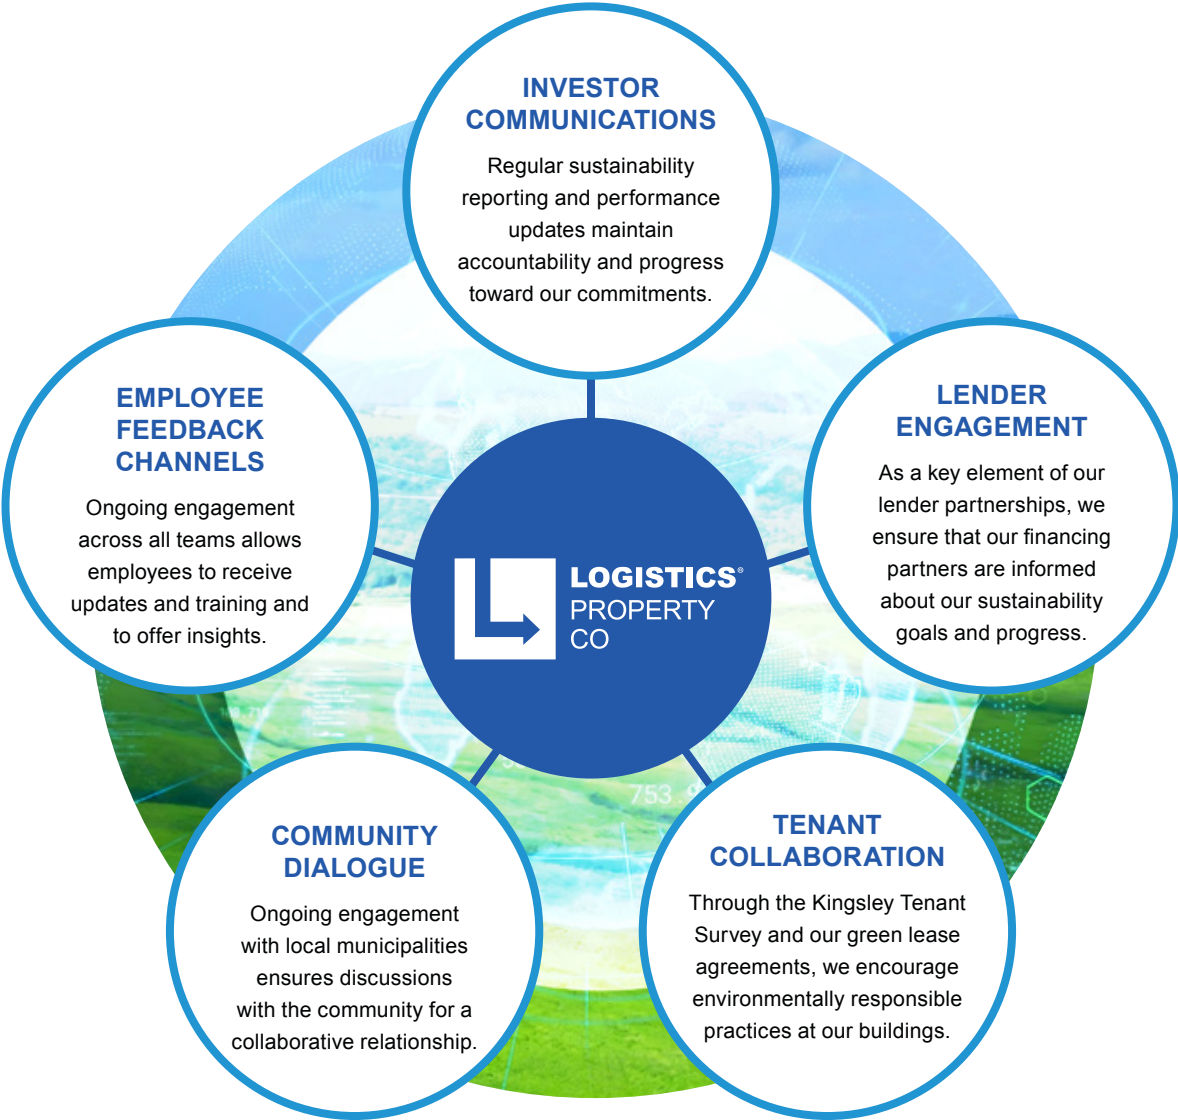 INVESTOR
COMMUNICATIONS
Regular sustainability
reporting and performance
updates maintain
accountability and progress
toward our commitments.
EMPLOYEE
FEEDBACK
CHANNELS
Ongoing engagement
across all teams allows
employees to receive
updates and training and
to offer insights.
LENDER
ENGAGEMENT
As a key element of our
lender partnerships, we
ensure that our financing
partners are informed
about our sustainability
goals and progress.
LOGISTICS®
PROPERTY
CO
COMMUNITY
DIALOGUE
Ongoing engagement
with local municipalities
ensures discussions
with the community for a
collaborative relationship.
TENANT
COLLABORATION
Through the Kingsley Tenant
Survey and our green lease
agreements, we encourage
environmentally responsible
practices at our buildings.
753.